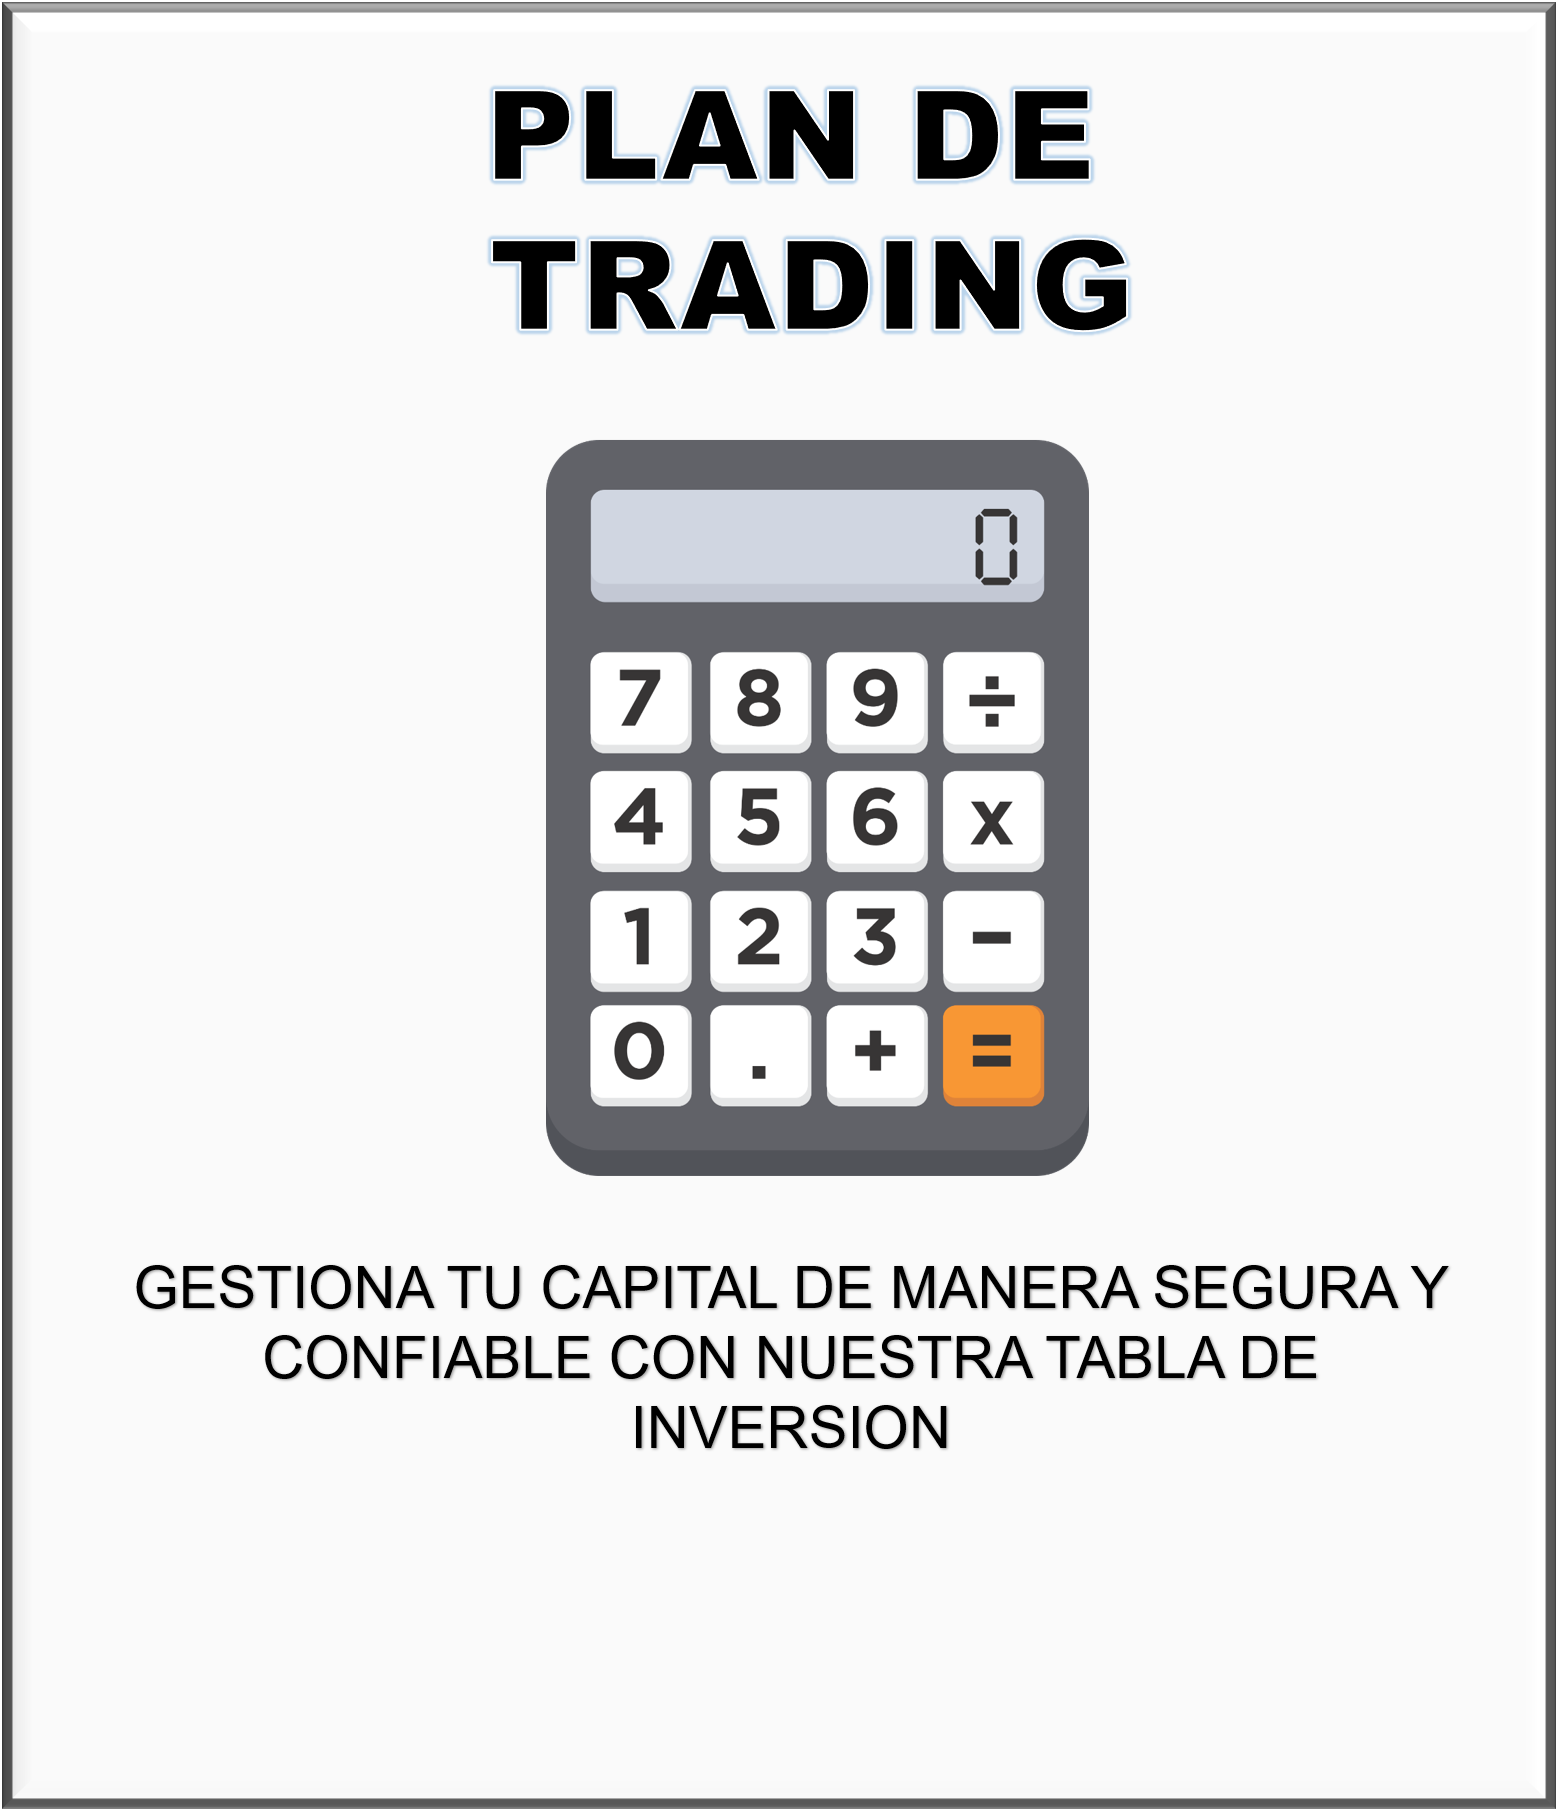 PLAN DE
TRADING
0
7 8 9 ÷
4 5 6 x
1 2 3 −
0 . + =
GESTIONA TU CAPITAL DE MANERA SEGURA Y
CONFIABLE CON NUESTRA TABLA DE
INVERSION